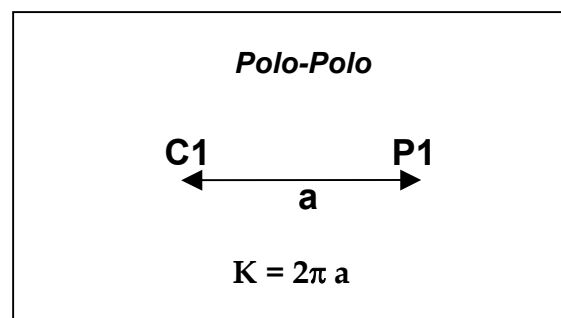 Polo-Polo
C1 P1
a
K = 2π a